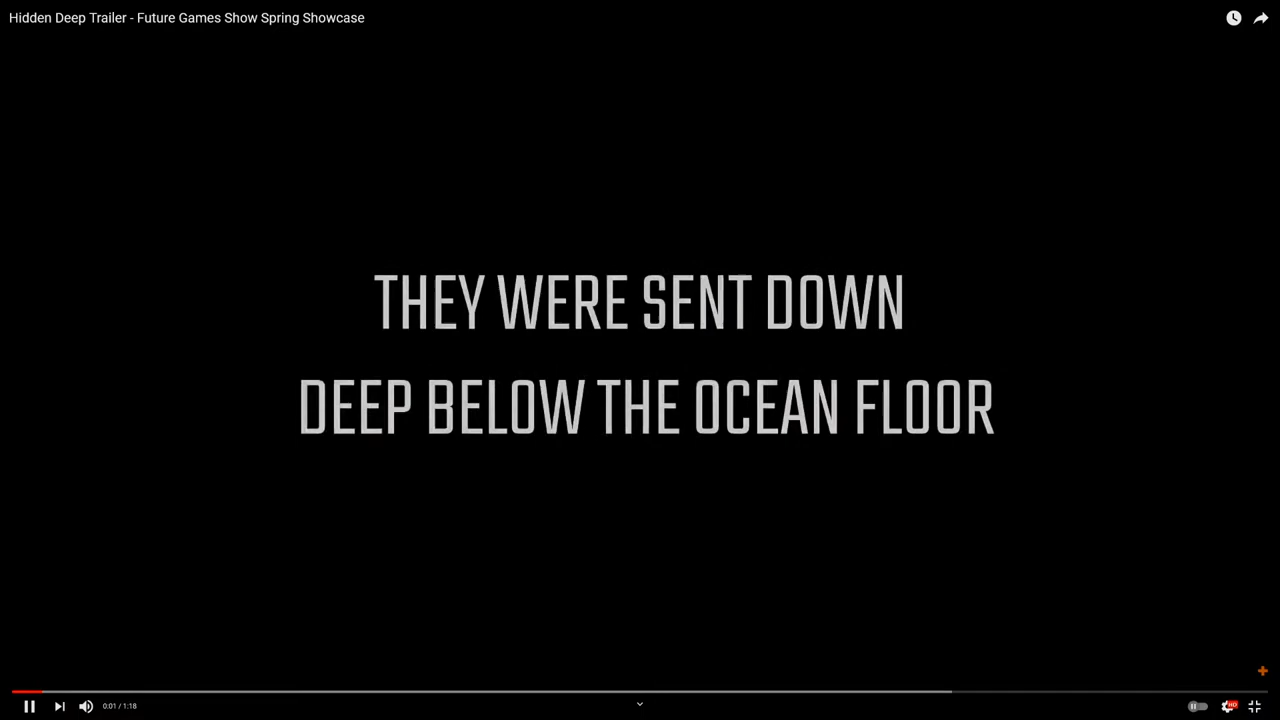 Hidden Deep Trailer - Future Games Show Spring Showcase
THEY WERE SENT DOWN
DEEP BELOW THE OCEAN FLOOR
0:01 / 1:18
HD